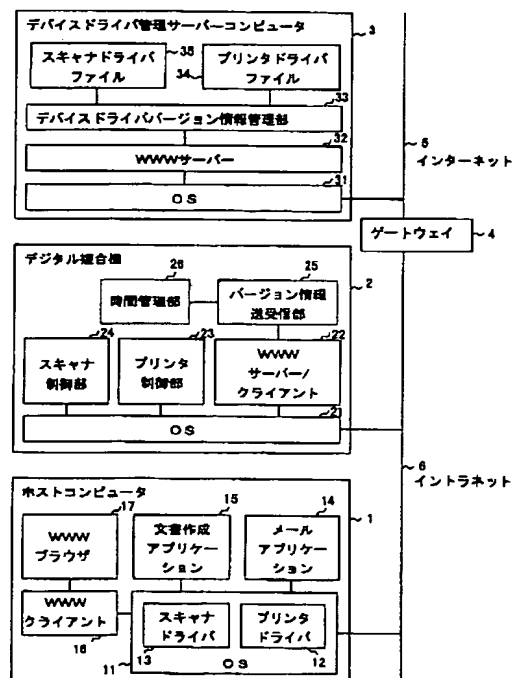 デバイスドライバ管理サーバーコンピュータ
3
35
スキャナドライバ
ファイル
34
プリンタドライバ
ファイル
33
デバイスドライババージョン情報管理部
32
WWWサーバー
31
OS
5
インターネット
ゲートウェイ
4
デジタル複合機
2
26
時間管理部
25
バージョン情報
送受信部
24
スキャナ
制御部
23
プリンタ
制御部
22
WWW
サーバー/
クライアント
21
OS
6
イントラネット
ホストコンピュータ
1
17
WWW
ブラウザ
15
文書作成
アプリケー
ション
14
メール
アプリケー
ション
WWW
クライアント
16
スキャナ
ドライバ
13
プリンタ
ドライバ
12
11
OS